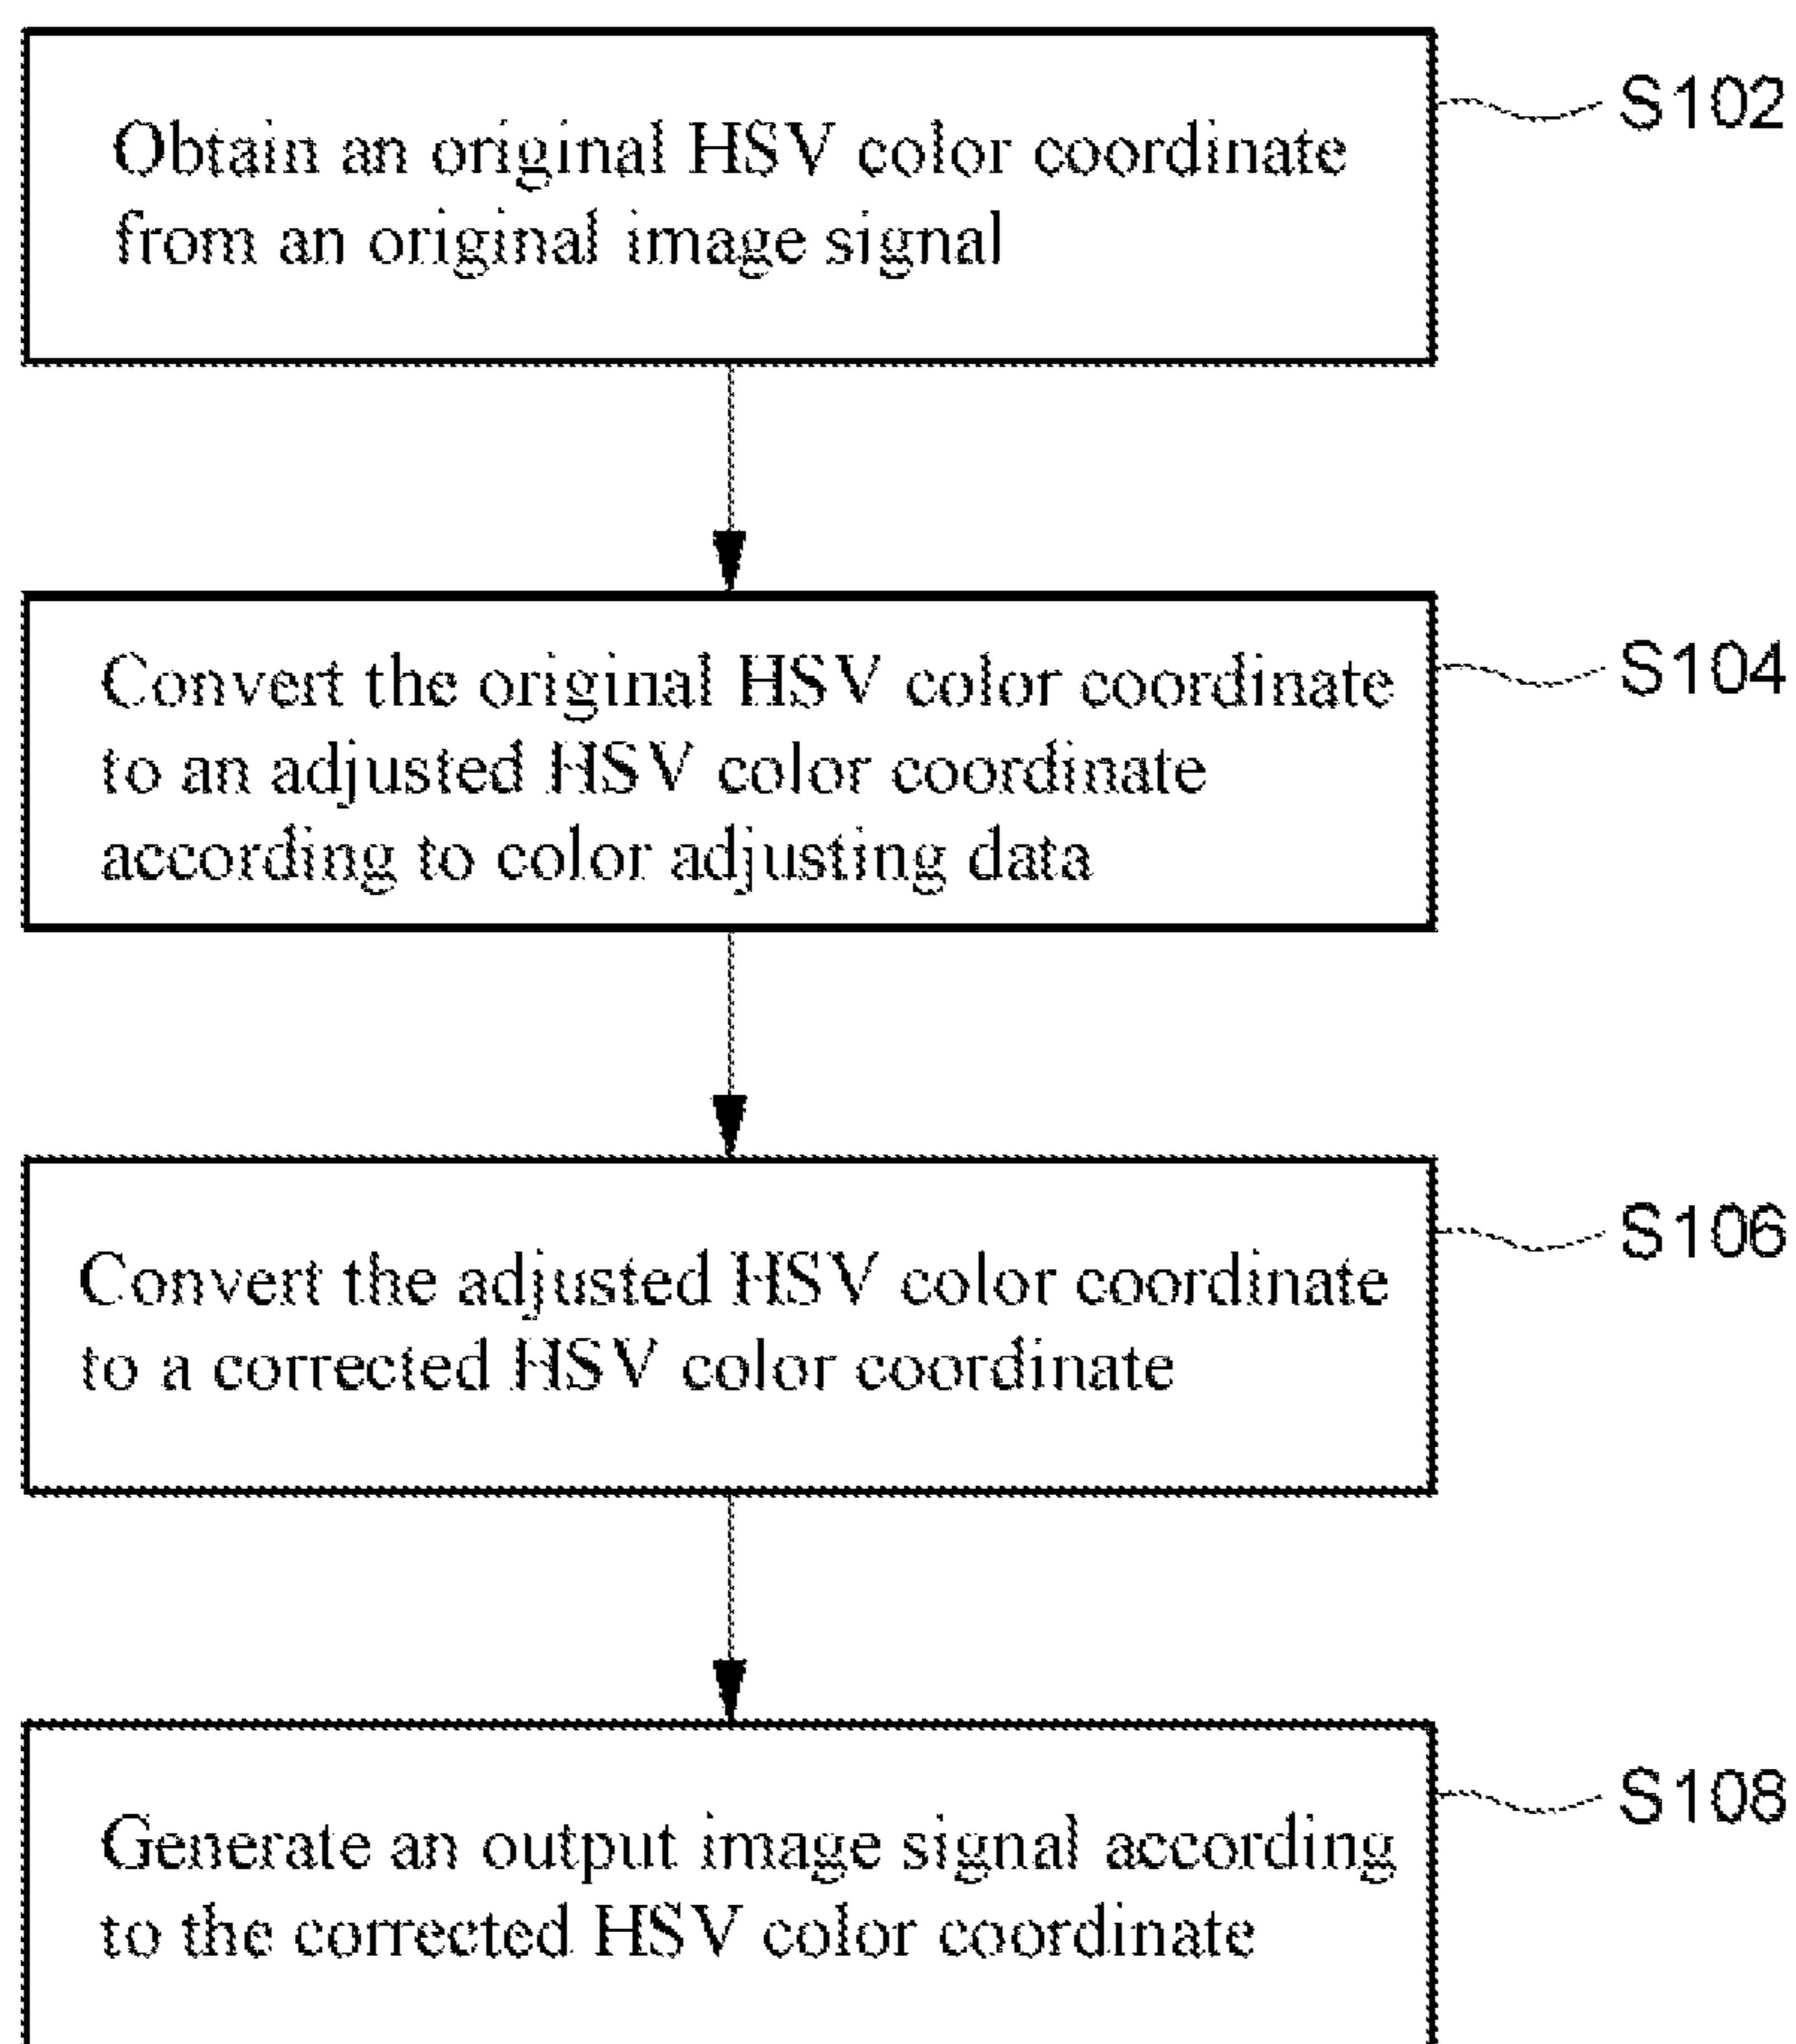 Obtain an original HSV color coordinate
from an original image signal
S102
Convert the original HSV color coordinate
to an adjusted HSV color coordinate
according to color adjusting data
S104
Convert the adjusted HSV color coordinate
to a corrected HSV color coordinate
S106
Generate an output image signal according
to the corrected HSV color coordinate
S108